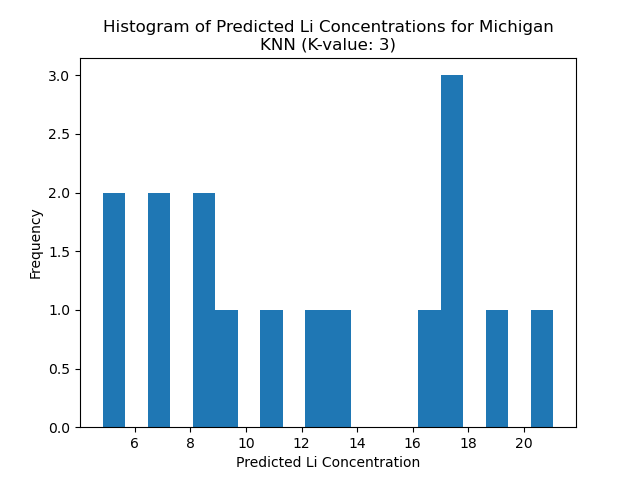 Histogram of Predicted Li Concentrations for Michigan
KNN (K-value: 3)
3.0
2.5
2.0
1.5
1.0
0.5
0.0
Frequency
6 8 10 12 14 16 18 20
Predicted Li Concentration